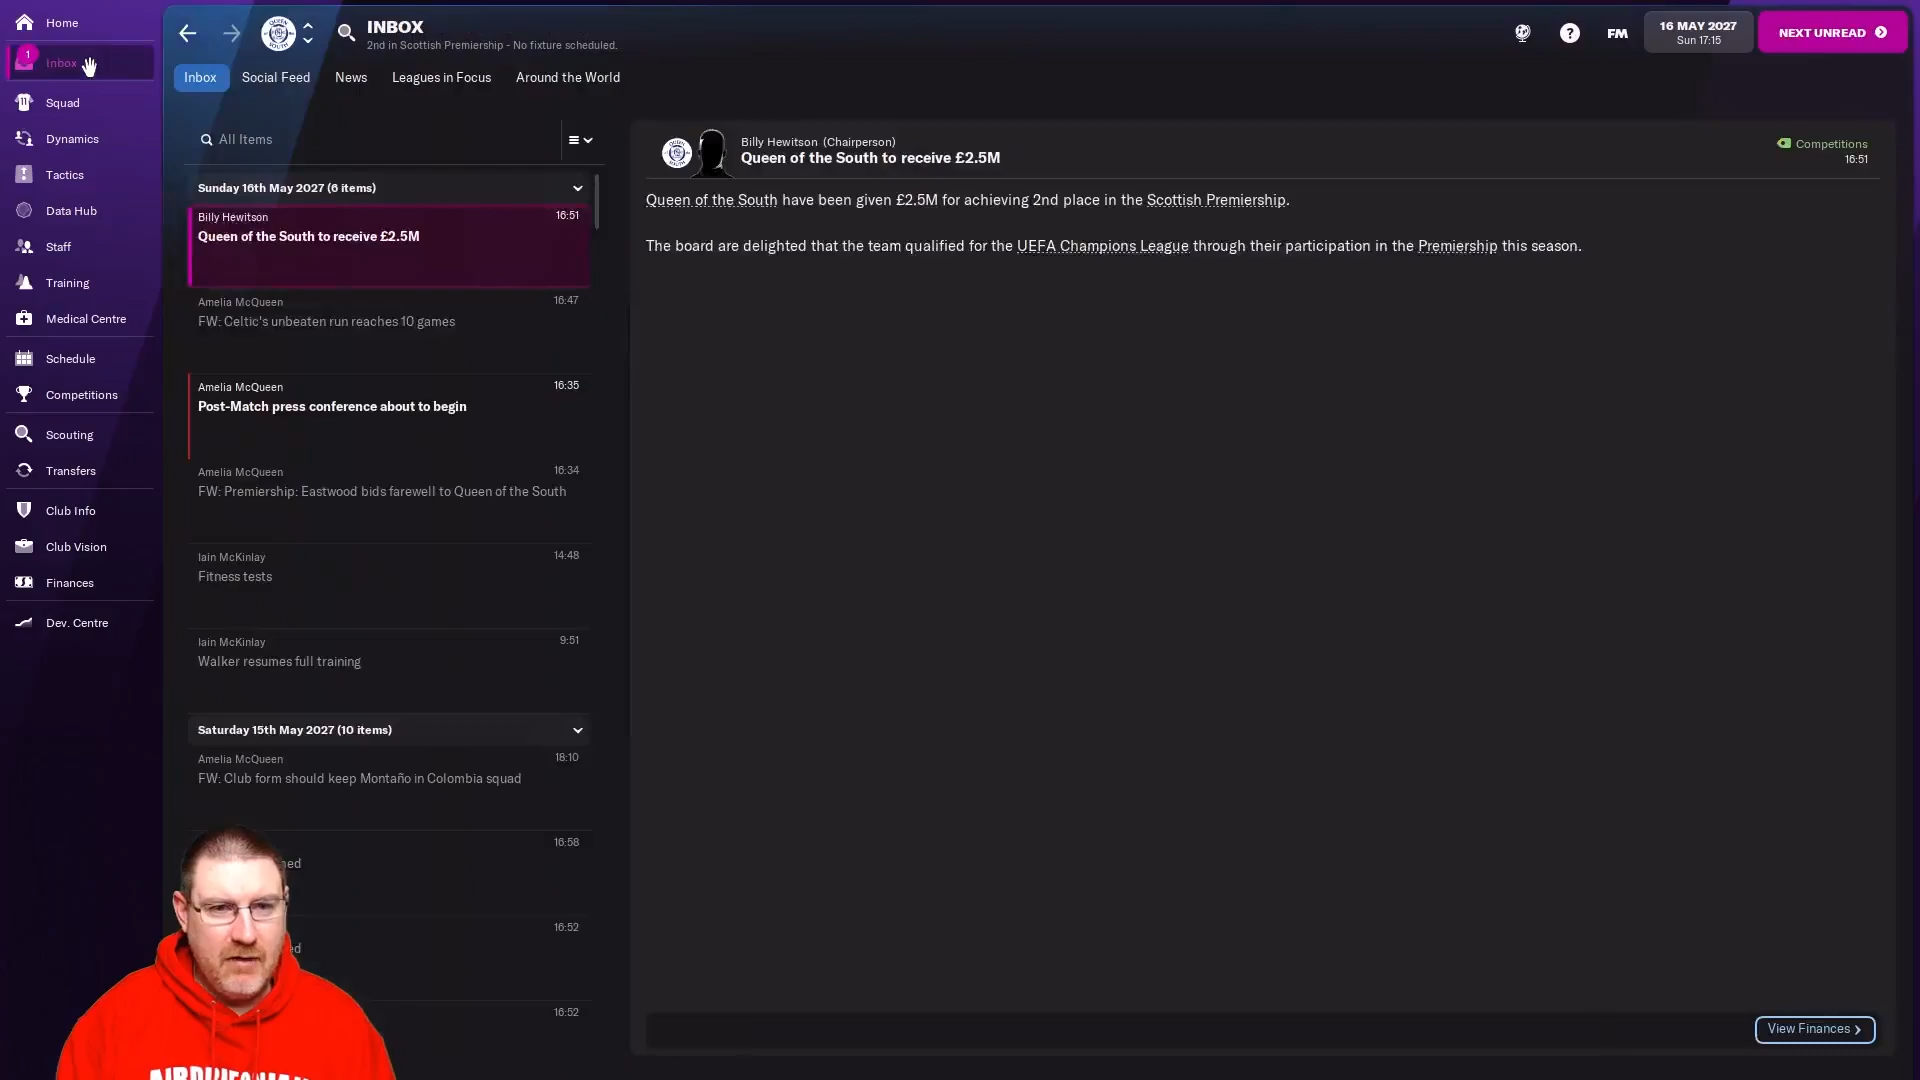 Home
1
Inbox
Squad
Dynamics
Tactics
Data Hub
Staff
Training
Medical Centre
Schedule
Competitions
Scouting
Transfers
Club Info
Club Vision
Finances
Dev. Centre
INBOX
2nd in Scottish Premiership - No fixture scheduled.
FM
16 MAY 2027
Sun 17:15
NEXT UNREAD
Inbox
Social Feed
News
Leagues in Focus
Around the World
All Items
Sunday 16th May 2027 (6 items)
Billy Hewitson 16:51
Queen of the South to receive £2.5M
Amelia McQueen 16:47
FW: Celtic's unbeaten run reaches 10 games
Amelia McQueen 16:35
Post-Match press conference about to begin
Amelia McQueen 16:34
FW: Premiership: Eastwood bids farewell to Queen of the South
Iain McKinlay 14:48
Fitness tests
Iain McKinlay 9:51
Walker resumes full training
Saturday 15th May 2027 (10 items)
Amelia McQueen 18:10
FW: Club form should keep Montaño in Colombia squad
16:58
16:52
16:52
Billy Hewitson (Chairperson)
Queen of the South to receive £2.5M
Competitions
16:51
Queen of the South have been given £2.5M for achieving 2nd place in the Scottish Premiership.
The board are delighted that the team qualified for the UEFA Champions League through their participation in the Premiership this season.
View Finances